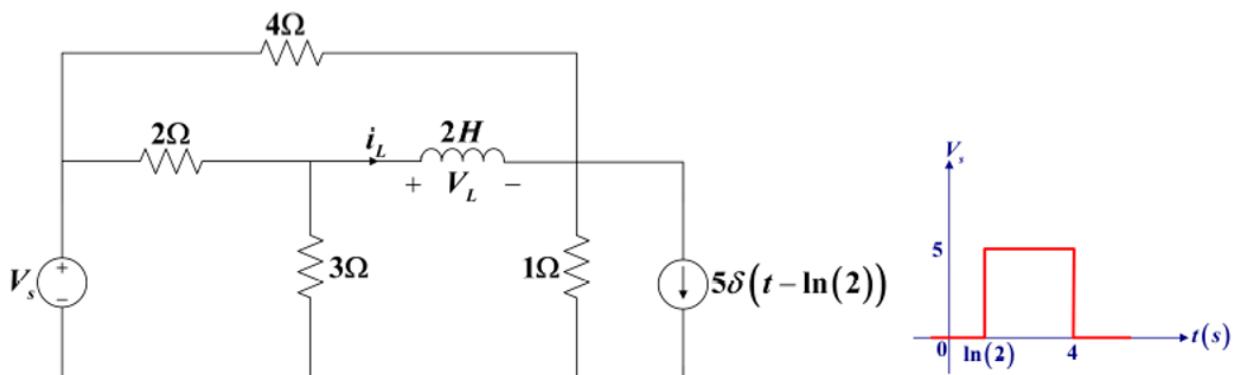 4Ω
2Ω
i_L
2H
+ V_L −
V_s
+
−
3Ω
1Ω
5δ(t − ln(2))
V_s
5
0
ln(2)
4
t(s)